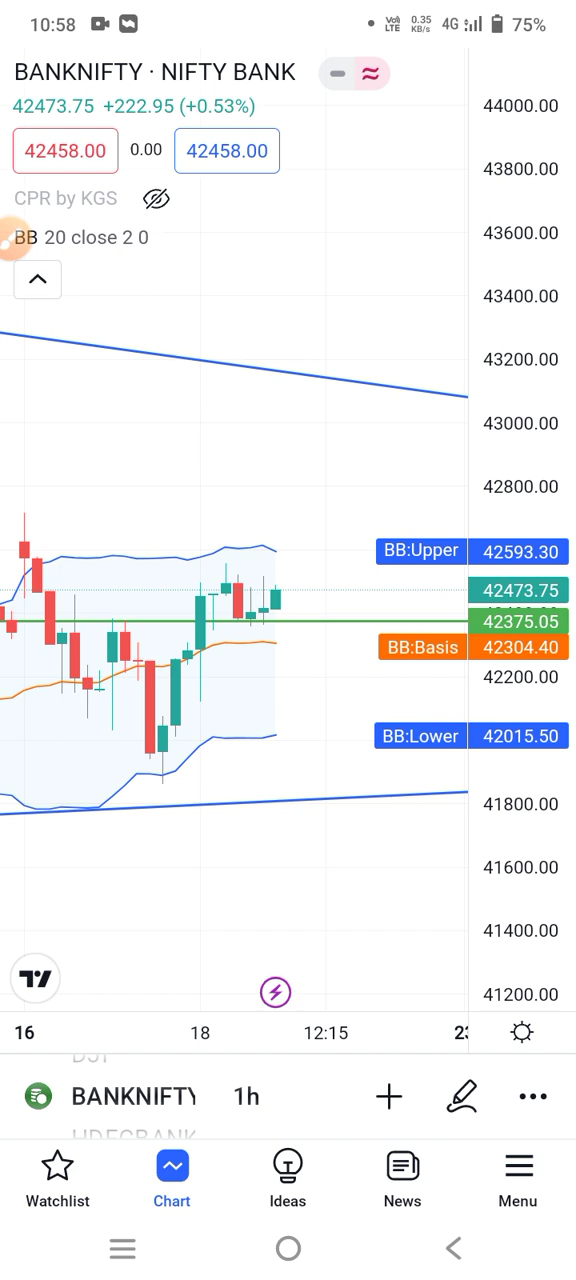 10:58 Vo) LTE 0.35 KB/s 4G 75%
BANKNIFTY · NIFTY BANK
42473.75 +222.95 (+0.53%)
42458.00 0.00 42458.00
CPR by KGS
BB 20 close 2 0
44000.00
43800.00
43600.00
43400.00
43200.00
43000.00
42800.00
BB:Upper 42593.30
42473.75
42375.05
BB:Basis 42304.40
42200.00
BB:Lower 42015.50
41800.00
41600.00
41400.00
41200.00
16 18 12:15
BANKNIFTY 1h
Watchlist Chart Ideas News Menu